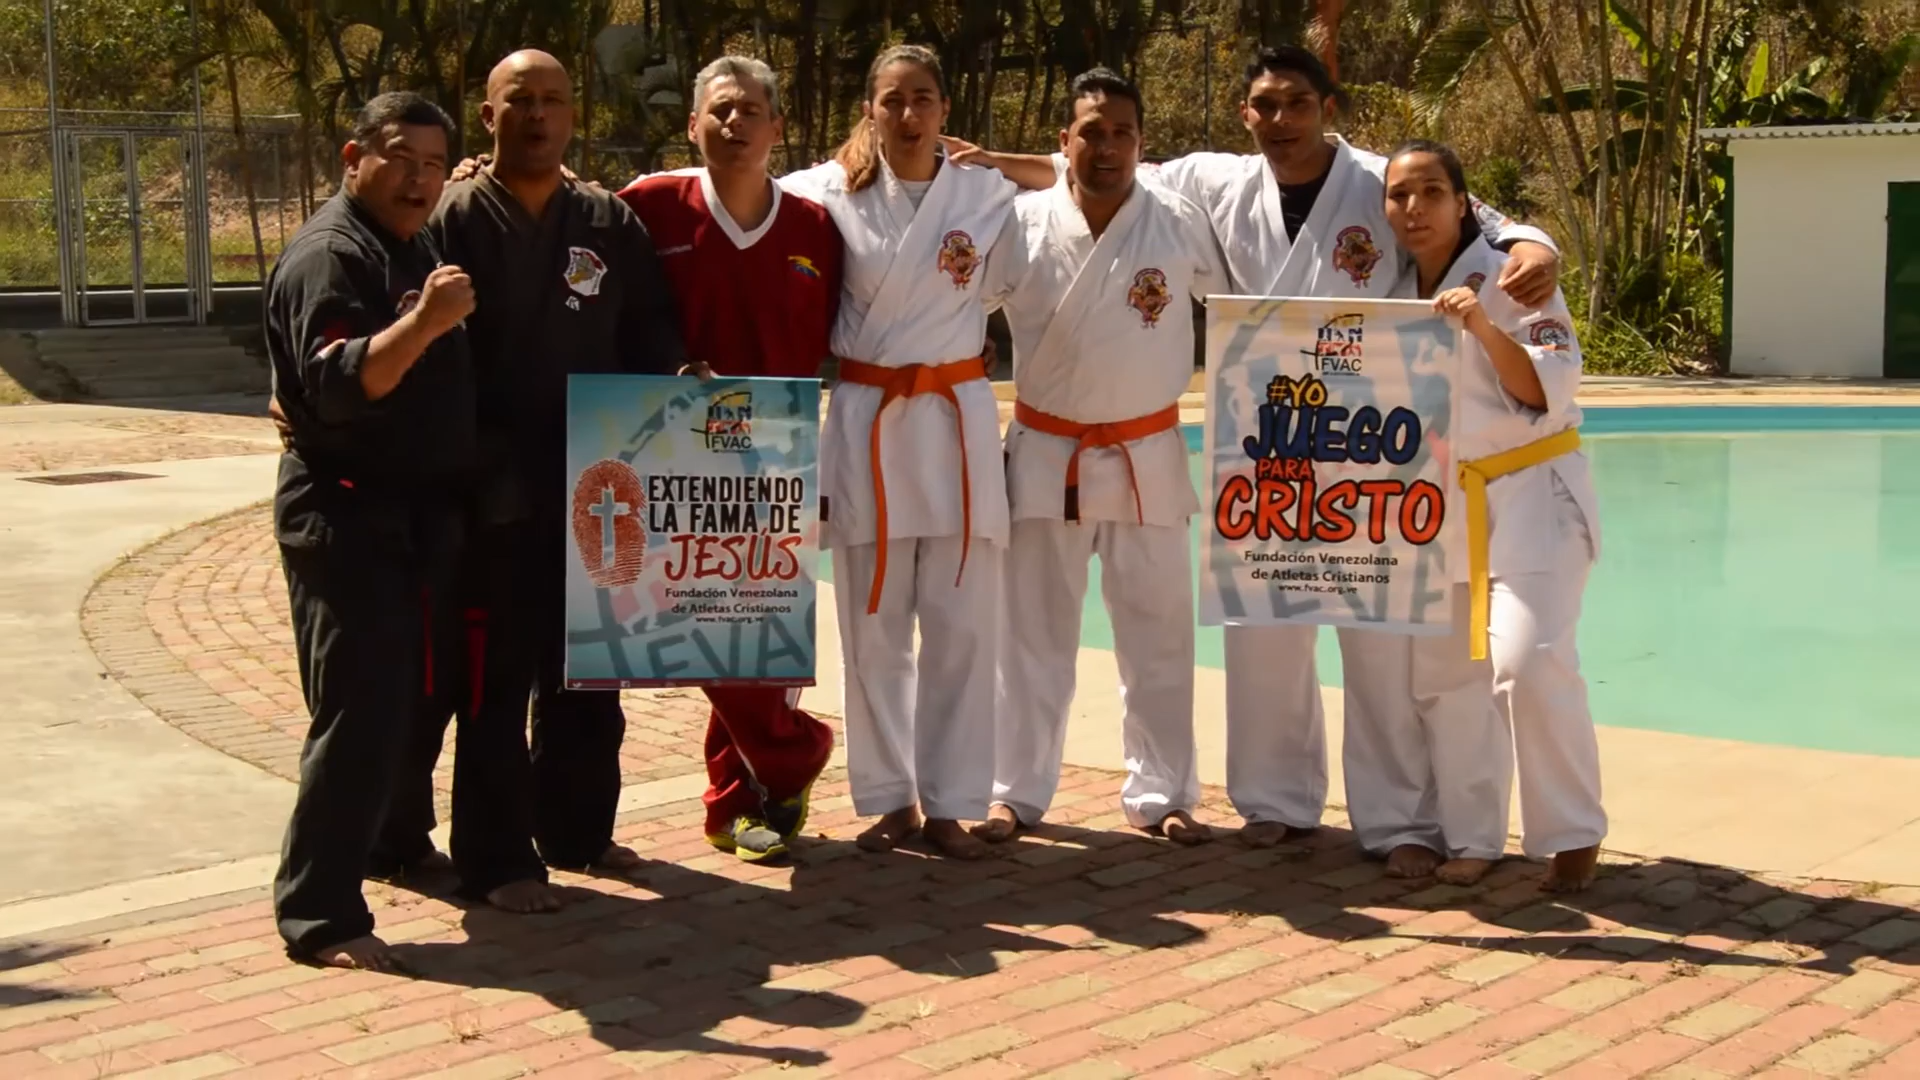 FVAC
EXTENDIENDO
LA FAMA DE
JESÚS
Fundación Venezolana
de Atletas Cristianos
www.fvac.org.ve
FVAC
#YO
JUEGO
PARA
CRISTO
Fundación Venezolana
de Atletas Cristianos
www.fvac.org.ve